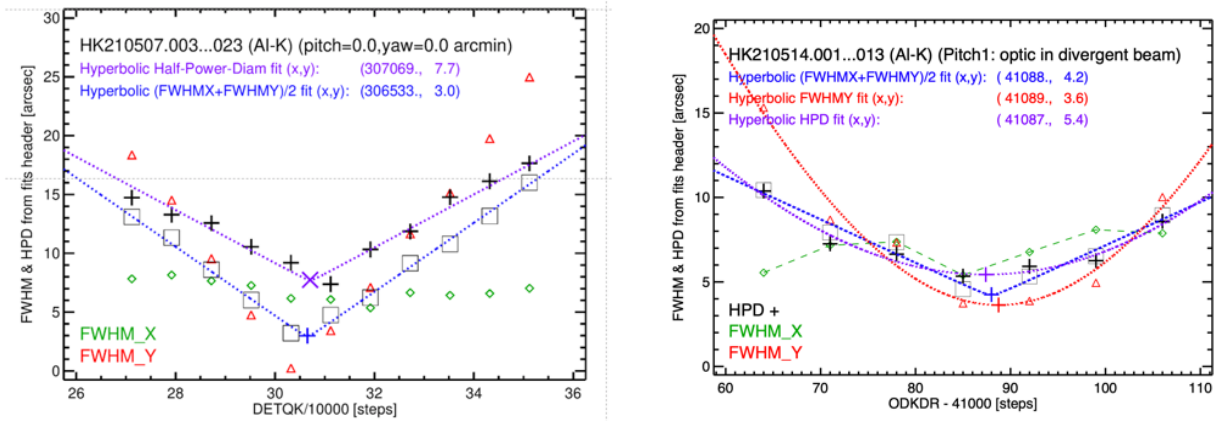 30
25
20
15
10
5
0
FWHM & HPD from fits header [arcsec]
HK210507.003...023 (Al-K) (pitch=0.0,yaw=0.0 arcmin)
Hyperbolic Half-Power-Diam fit (x,y): (307069., 7.7)
Hyperbolic (FWHMX+FWHMY)/2 fit (x,y): (306533., 3.0)
FWHM_X
FWHM_Y
26 28 30 32 34 36
DETQK/10000 [steps]
20
15
10
5
0
FWHM & HPD from fits header [arcsec]
HK210514.001...013 (Al-K) (Pitch1: optic in divergent beam)
Hyperbolic (FWHMX+FWHMY)/2 fit (x,y): ( 41088., 4.2)
Hyperbolic FWHMY fit (x,y): ( 41089., 3.6)
Hyperbolic HPD fit (x,y): ( 41087., 5.4)
HPD +
FWHM_X
FWHM_Y
60 70 80 90 100 110
ODKDR - 41000 [steps]